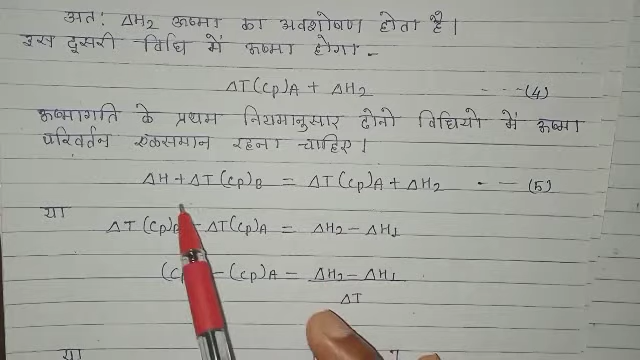 अतः ΔH2 ऊष्मा का अवशोषण होता है।
इस दूसरी विधि में ऊष्मा होगा -
ΔT(Cp)A + ΔH2 - - -(4)
ऊष्मागति के प्रथम नियमानुसार दोनो विधियो में ऊष्मा
परिवर्तन एकसमान रहना चाहिए।
ΔH + ΔT(Cp)B = ΔT(Cp)A + ΔH2 - - (5)
या ΔT(Cp) - ΔT(Cp)A = ΔH2 - ΔH1
(C - (Cp)A = ΔH2 - ΔH1
ΔT
या